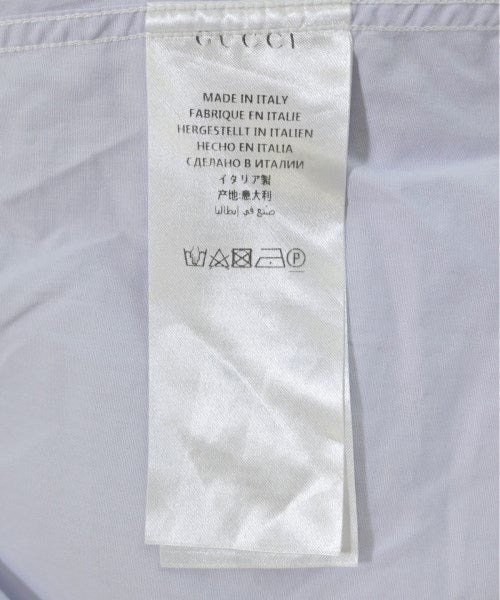 GUCCI
MADE IN ITALY
FABRIQUE EN ITALIE
HERGESTELLT IN ITALIEN
HECHO EN ITALIA
СДЕЛАНО В ИТАЛИИ
イタリア製
产地:意大利
صنع في إيطاليا
P